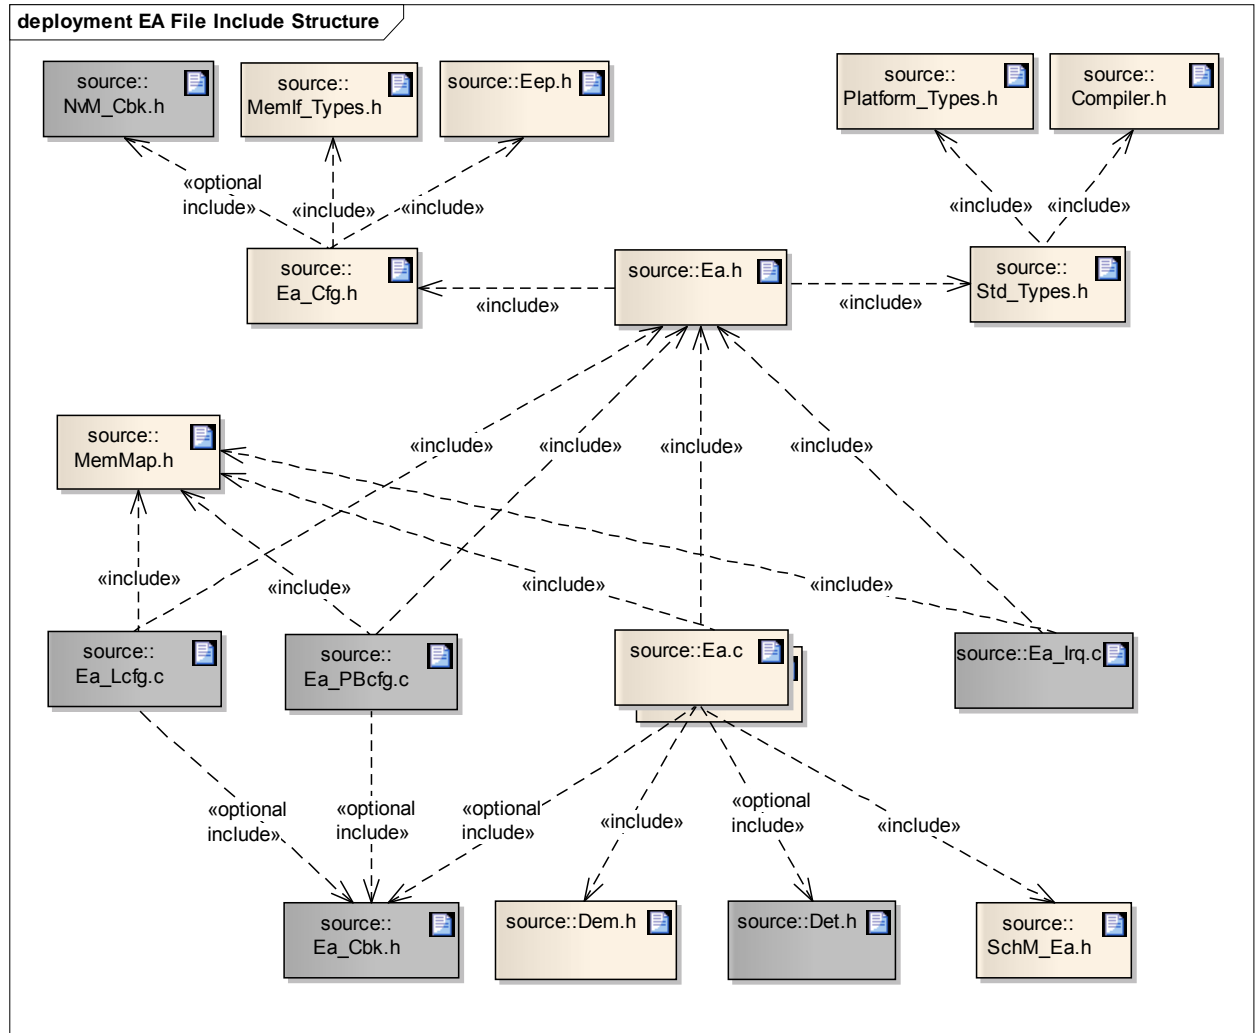 deployment EA File Include Structure
source::
NvM_Cbk.h
source::
MemIf_Types.h
source::Eep.h
source::
Platform_Types.h
source::
Compiler.h
«optional
include»
«include»
«include»
«include»
«include»
source::
Ea_Cfg.h
source::Ea.h
source::
Std_Types.h
«include»
«include»
source::
MemMap.h
«include»
«include»
«include»
«include»
«include»
«include»
«include»
«include»
source::
Ea_Lcfg.c
source::
Ea_PBcfg.c
source::Ea.c
source::Ea_Irq.c
«optional
include»
«optional
include»
«optional
include»
«include»
«optional
include»
«include»
source::
Ea_Cbk.h
source::Dem.h
source::Det.h
source::
SchM_Ea.h